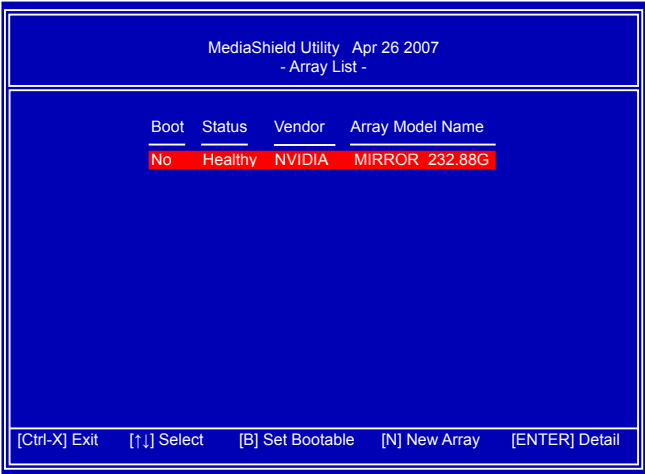 MediaShield Utility Apr 26 2007
- Array List -
Boot Status Vendor Array Model Name
No Healthy NVIDIA MIRROR 232.88G
[Ctrl-X] Exit [↑↓] Select [B] Set Bootable [N] New Array [ENTER] Detail